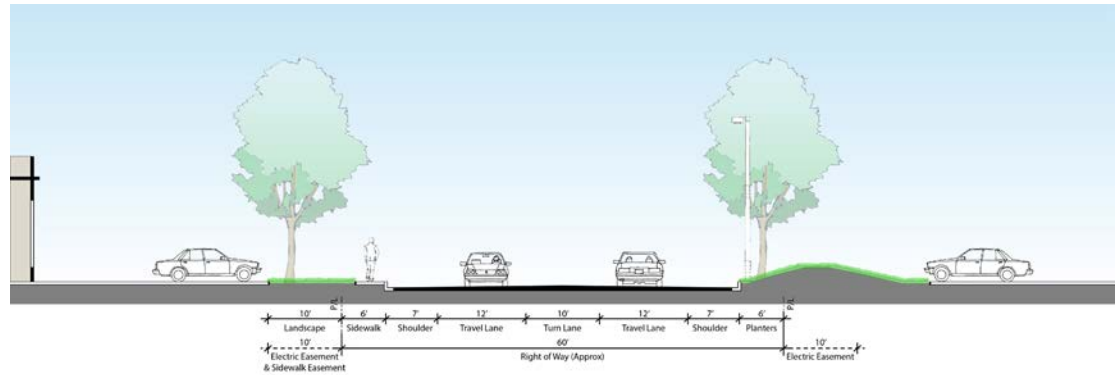 P/L
P/L
10' 6' 7' 12' 10' 12' 7' 6'
Landscape Sidewalk Shoulder Travel Lane Turn Lane Travel Lane Shoulder Planters
10' 60' 10'
Electric Easement Right of Way (Approx) Electric Easement
& Sidewalk Easement